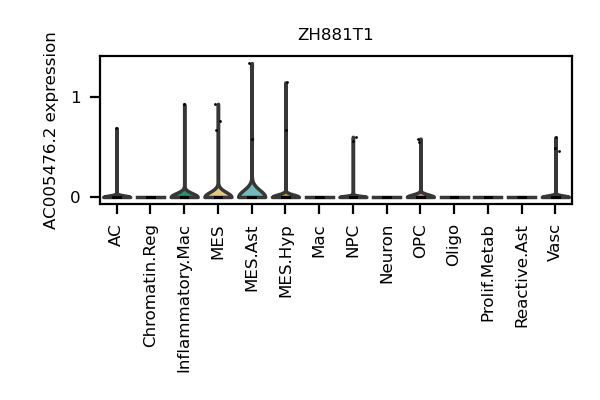 ZH881T1
AC005476.2 expression
1
0
AC
Chromatin.Reg
Inflammatory.Mac
MES
MES.Ast
MES.Hyp
Mac
NPC
Neuron
OPC
Oligo
Prolif.Metab
Reactive.Ast
Vasc